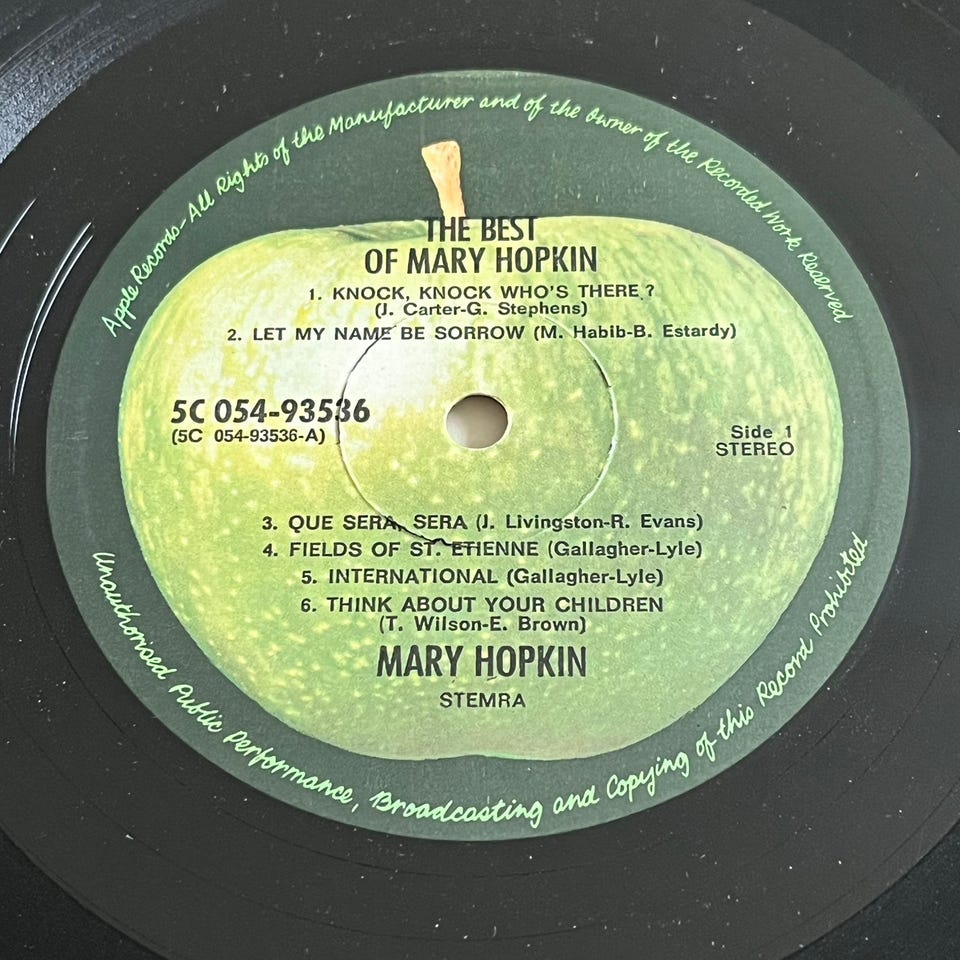 Apple Records-All Rights of the Manufacturer and of the Owner of the Recorded Work Reserved
THE BEST
OF MARY HOPKIN
1. KNOCK, KNOCK WHO'S THERE ?
(J. Carter-G. Stephens)
2. LET MY NAME BE SORROW (M. Habib-B. Estardy)
5C 054-93536
(5C 054-93536-A)
Side 1
STEREO
3. QUE SERA, SERA (J. Livingston-R. Evans)
4. FIELDS OF ST. ETIENNE (Gallagher-Lyle)
5. INTERNATIONAL (Gallagher-Lyle)
6. THINK ABOUT YOUR CHILDREN
(T. Wilson-E. Brown)
MARY HOPKIN
STEMRA
Unauthorised Public Performance, Broadcasting and Copying of this Record Prohibited